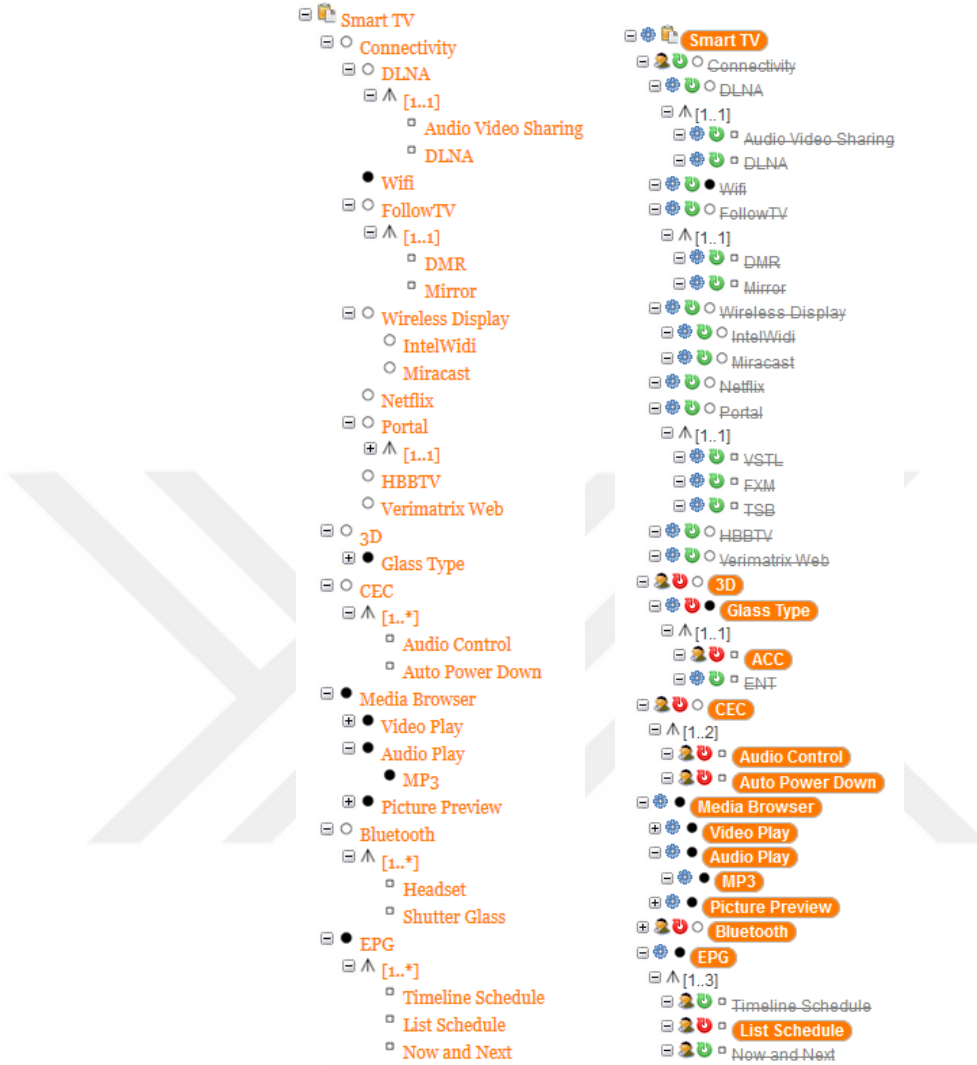 Smart TV
Connectivity
DLNA
[1..1]
Audio Video Sharing
DLNA
Wifi
FollowTV
[1..1]
DMR
Mirror
Wireless Display
IntelWidi
Miracast
Netflix
Portal
[1..1]
HBBTV
Verimatrix Web
3D
Glass Type
CEC
[1..*]
Audio Control
Auto Power Down
Media Browser
Video Play
Audio Play
MP3
Picture Preview
Bluetooth
[1..*]
Headset
Shutter Glass
EPG
[1..*]
Timeline Schedule
List Schedule
Now and Next
Smart TV
Connectivity
DLNA
[1..1]
Audio Video Sharing
DLNA
Wifi
FollowTV
[1..1]
DMR
Mirror
Wireless Display
IntelWidi
Miracast
Netflix
Portal
[1..1]
VSTL
FXM
TSB
HBBTV
Verimatrix Web
3D
Glass Type
[1..1]
ACC
ENT
CEC
[1..2]
Audio Control
Auto Power Down
Media Browser
Video Play
Audio Play
MP3
Picture Preview
Bluetooth
EPG
[1..3]
Timeline Schedule
List Schedule
Now and Next